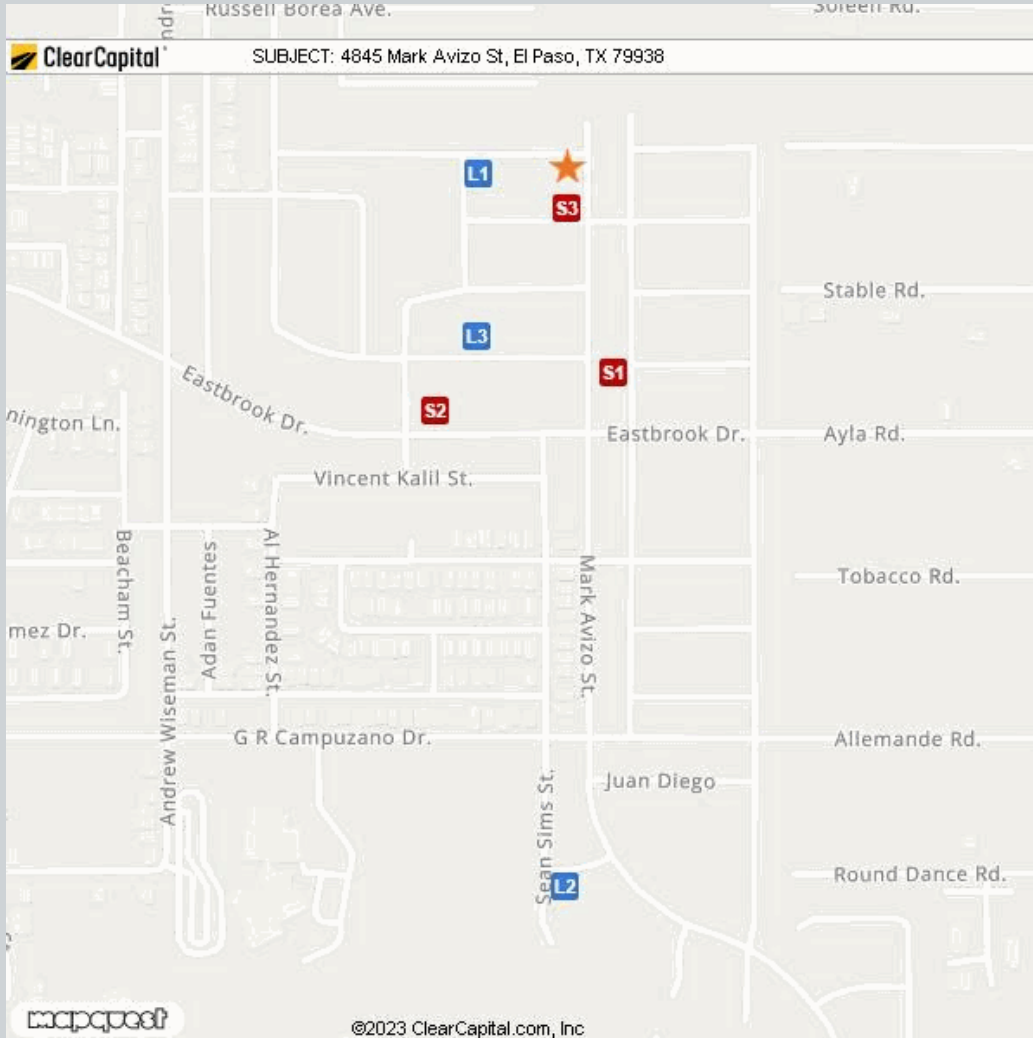 Russell Borea Ave.
Soleen Rd.
ClearCapital
SUBJECT: 4845 Mark Avizo St, El Paso, TX 79938
L1
S3
Stable Rd.
L3
S1
Eastbrook Dr.
S2
Eastbrook Dr.
Ayla Rd.
nington Ln.
Vincent Kalil St.
Beacham St.
Adan Fuentes
Al Hernandez St.
Mark Avizo St.
Tobacco Rd.
mez Dr.
Andrew Wiseman St.
G R Campuzano Dr.
Allemande Rd.
Juan Diego
Sean Sims St.
Round Dance Rd.
L2
mapquest
©2023 ClearCapital.com, Inc